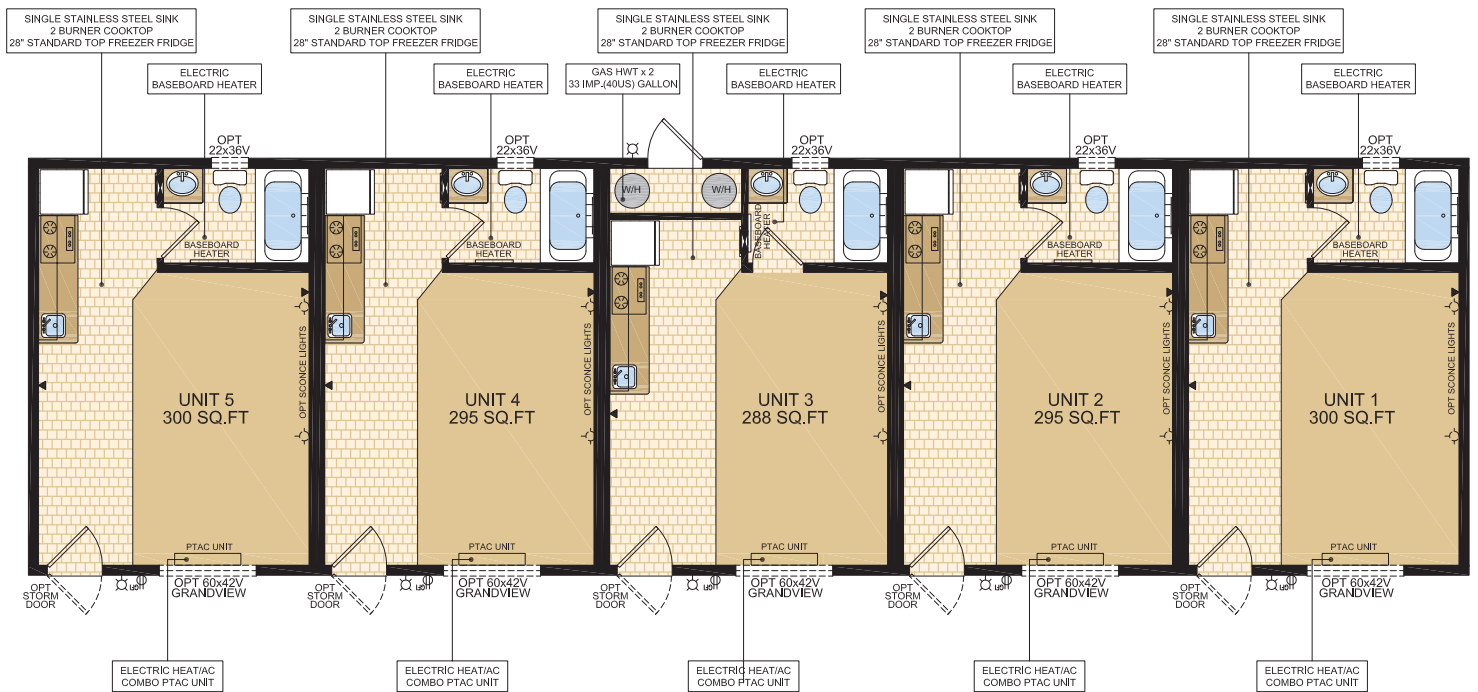 SINGLE STAINLESS STEEL SINK
2 BURNER COOKTOP
28" STANDARD TOP FREEZER FRIDGE
SINGLE STAINLESS STEEL SINK
2 BURNER COOKTOP
28" STANDARD TOP FREEZER FRIDGE
SINGLE STAINLESS STEEL SINK
2 BURNER COOKTOP
28" STANDARD TOP FREEZER FRIDGE
SINGLE STAINLESS STEEL SINK
2 BURNER COOKTOP
28" STANDARD TOP FREEZER FRIDGE
SINGLE STAINLESS STEEL SINK
2 BURNER COOKTOP
28" STANDARD TOP FREEZER FRIDGE
ELECTRIC
BASEBOARD HEATER
ELECTRIC
BASEBOARD HEATER
GAS HWT x 2
33 IMP.(40US) GALLON
ELECTRIC
BASEBOARD HEATER
ELECTRIC
BASEBOARD HEATER
ELECTRIC
BASEBOARD HEATER
OPT
22x36V
OPT
22x36V
OPT
22x36V
OPT
22x36V
OPT
22x36V
W/H
W/H
BASEBOARD
HEATER
BASEBOARD
HEATER
BASEBOARD
HEATER
BASEBOARD
HEATER
BASEBOARD
HEATER
OPT SCONCE LIGHTS
OPT SCONCE LIGHTS
OPT SCONCE LIGHTS
OPT SCONCE LIGHTS
UNIT 5
300 SQ.FT
UNIT 4
295 SQ.FT
UNIT 3
288 SQ.FT
UNIT 2
295 SQ.FT
UNIT 1
300 SQ.FT
PTAC UNIT
PTAC UNIT
PTAC UNIT
PTAC UNIT
PTAC UNIT
OPT
STORM
DOOR
OPT 60x42V
GRANDVIEW
OPT
STORM
DOOR
OPT 60x42V
GRANDVIEW
OPT
STORM
DOOR
OPT 60x42V
GRANDVIEW
OPT
STORM
DOOR
OPT 60x42V
GRANDVIEW
OPT
STORM
DOOR
OPT 60x42V
GRANDVIEW
ELECTRIC HEAT/AC
COMBO PTAC UNIT
ELECTRIC HEAT/AC
COMBO PTAC UNIT
ELECTRIC HEAT/AC
COMBO PTAC UNIT
ELECTRIC HEAT/AC
COMBO PTAC UNIT
ELECTRIC HEAT/AC
COMBO PTAC UNIT